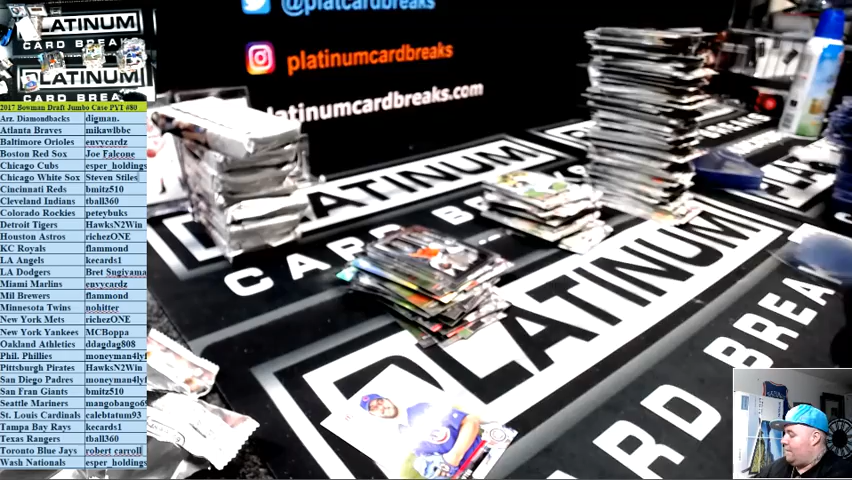 @platcardbreaks
platinumcardbreaks
platinumcardbreaks.com
PLATINUM
CARD BREA
PLATINUM
CARD BREA
2017 Bowman Draft Jumbo Case PYT #80
Arz. Diamondbacks digman.
Atlanta Braves mikawlbbc
Baltimore Orioles envycardz
Boston Red Sox Joe Falcone
Chicago Cubs esper_holdings
Chicago White Sox Steven Stiles
Cincinnati Reds bmitz510
Cleveland Indians tball360
Colorado Rockies peteybuks
Detroit Tigers HawksN2Win
Houston Astros richezONE
KC Royals flammond
LA Angels kecards1
LA Dodgers Bret Sugiyama
Miami Marlins envycardz
Mil Brewers flammond
Minnesota Twins nohitter
New York Mets richezONE
New York Yankees MCBoppa
Oakland Athletics ddagdag808
Phil. Phillies moneyman4lyf
Pittsburgh Pirates HawksN2Win
San Diego Padres moneyman4lyf
San Fran Giants bmitz510
Seattle Mariners mangobango69
St. Louis Cardinals calebtatum93
Tampa Bay Rays kecards1
Texas Rangers tball360
Toronto Blue Jays robert carroll
Wash Nationals esper_holdings
PLATINUM
CARD BR
PLATINUM
CARD BREA